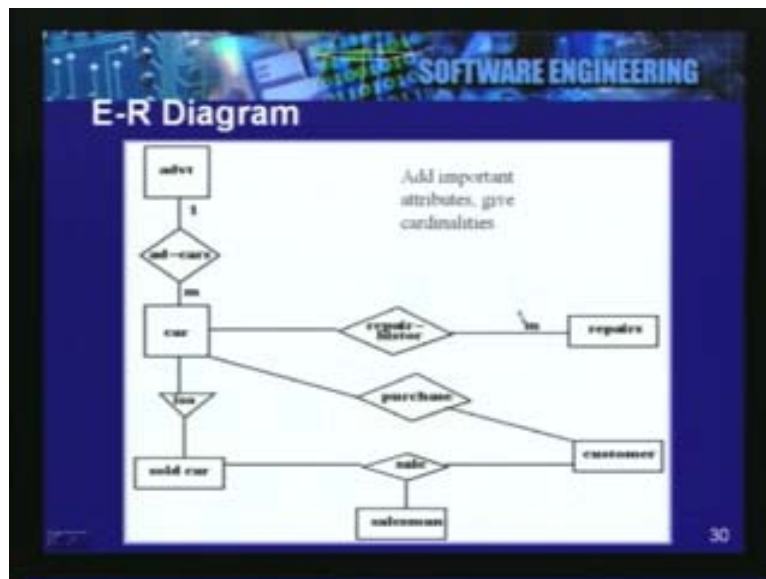 SOFTWARE ENGINEERING
E-R Diagram
advt
Add important
attributes, give
cardinalities
1
ad-cars
m
car
repair-
histor
m
repairs
isa
purchase
customer
sold car
sale
salesman
30